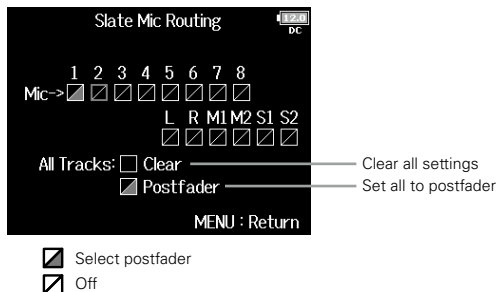 Slate Mic Routing
12.0
DC
1 2 3 4 5 6 7 8
Mic->
L R M1 M2 S1 S2
All Tracks: Clear
Clear all settings
Postfader
Set all to postfader
MENU : Return
Select postfader
Off